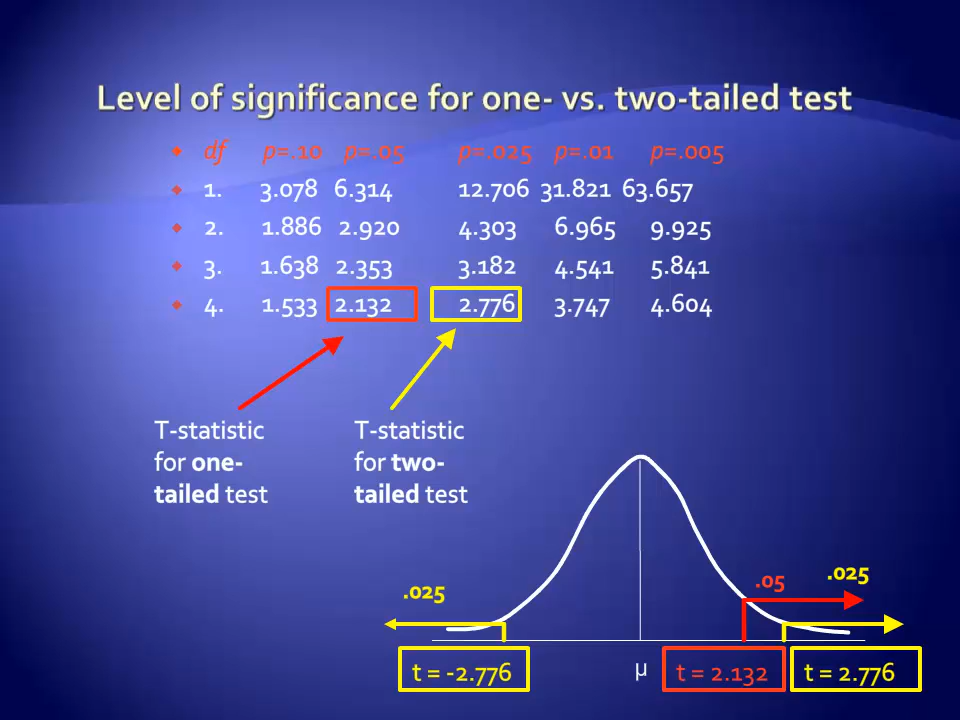 Level of significance for one- vs. two-tailed test
df p=.10 p=.05 p=.025 p=.01 p=.005
1. 3.078 6.314 12.706 31.821 63.657
2. 1.886 2.920 4.303 6.965 9.925
3. 1.638 2.353 3.182 4.541 5.841
4. 1.533 2.132 2.776 3.747 4.604
T-statistic
for one-
tailed test
T-statistic
for two-
tailed test
.025
.05
.025
t = -2.776
µ
t = 2.132
t = 2.776